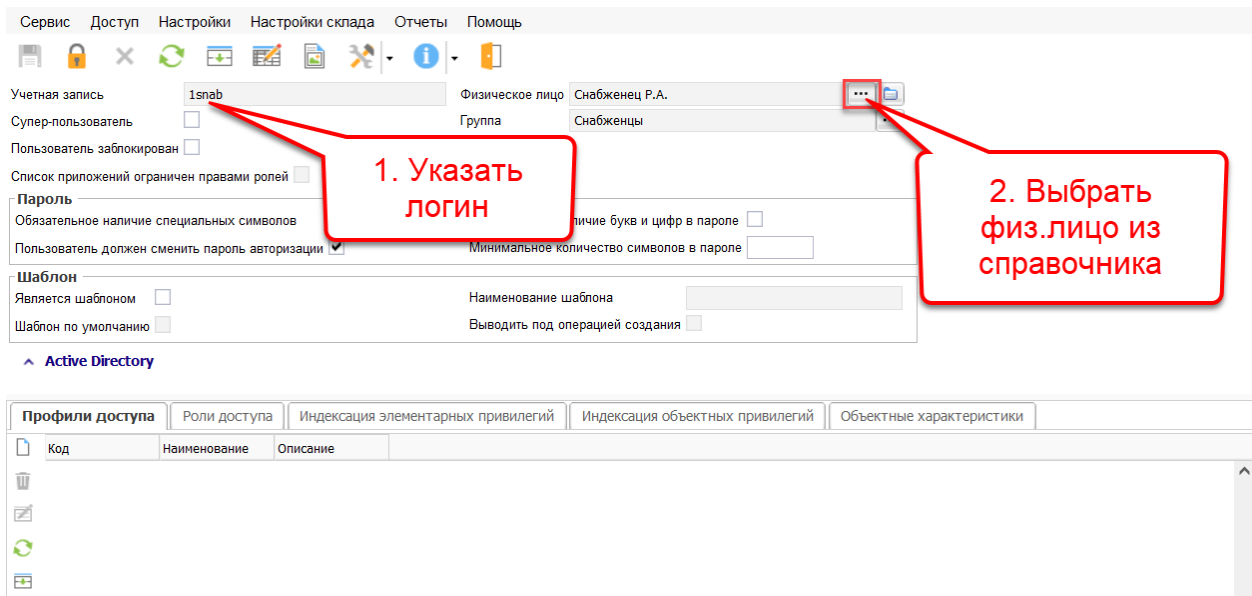 Сервис Доступ Настройки Настройки склада Отчеты Помощь
Учетная запись 1snab Физическое лицо Снабженец Р.А. ...
Супер-пользователь Группа Снабженцы
Пользователь заблокирован
Список приложений ограничен правами ролей
1. Указать
логин
2. Выбрать
физ.лицо из
справочника
Пароль
Обязательное наличие специальных символов букв и цифр в пароле
Пользователь должен сменить пароль авторизации Минимальное количество символов в пароле
Шаблон
Является шаблоном Наименование шаблона
Шаблон по умолчанию Выводить под операцией создания
Active Directory
Профили доступа Роли доступа Индексация элементарных привилегий Индексация объектных привилегий Объектные характеристики
Код Наименование Описание